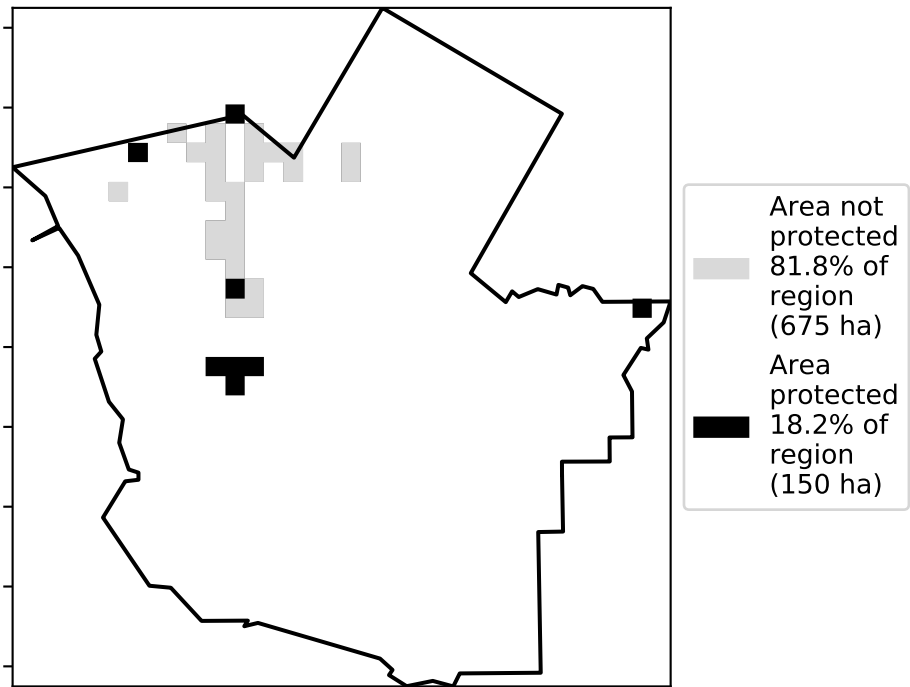 Area not
protected
81.8% of
region
(675 ha)
Area
protected
18.2% of
region
(150 ha)